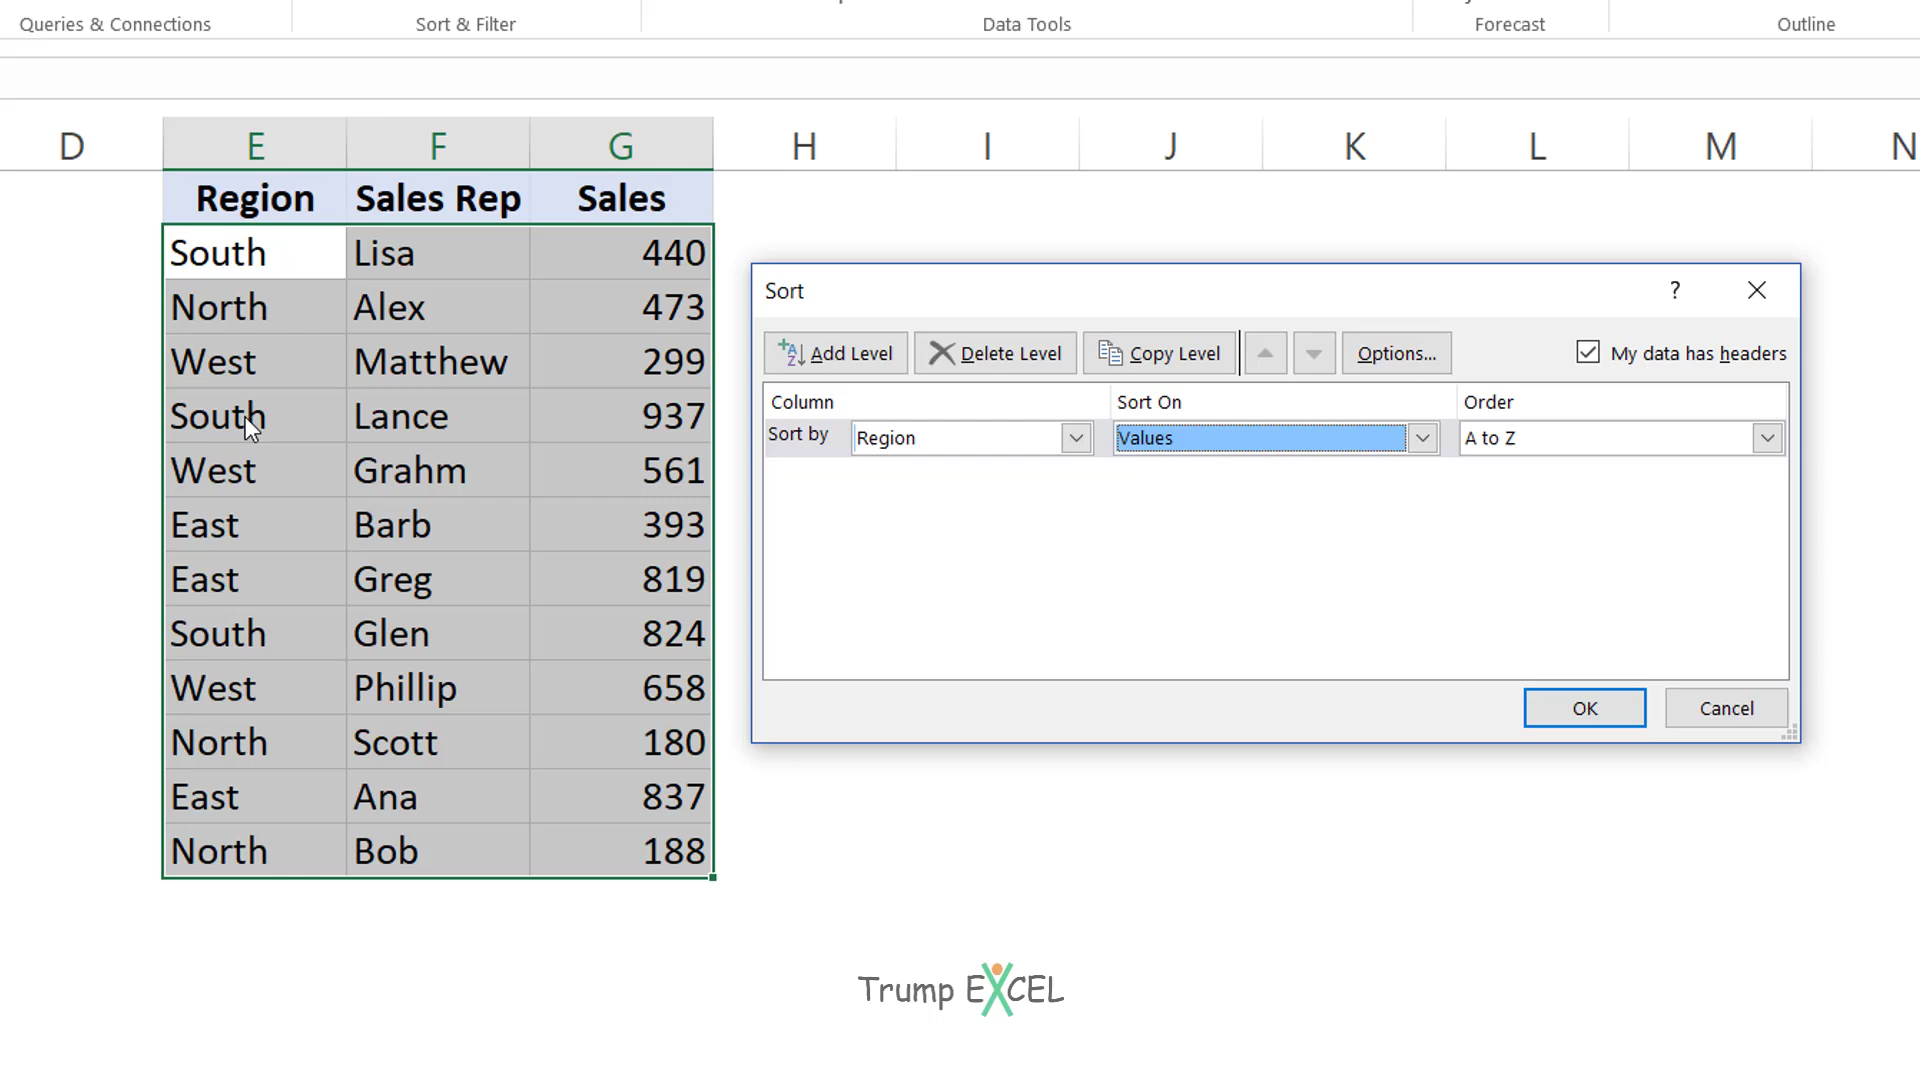 Queries & Connections Sort & Filter Data Tools Forecast Outline
D E F G H I J K L M N
Region Sales Rep Sales
South Lisa 440
North Alex 473
West Matthew 299
South Lance 937
West Grahm 561
East Barb 393
East Greg 819
South Glen 824
West Phillip 658
North Scott 180
East Ana 837
North Bob 188
Sort ?
Add Level Delete Level Copy Level Options... My data has headers
Column Sort On Order
Sort by Region Values A to Z
OK Cancel
Trump EXCEL